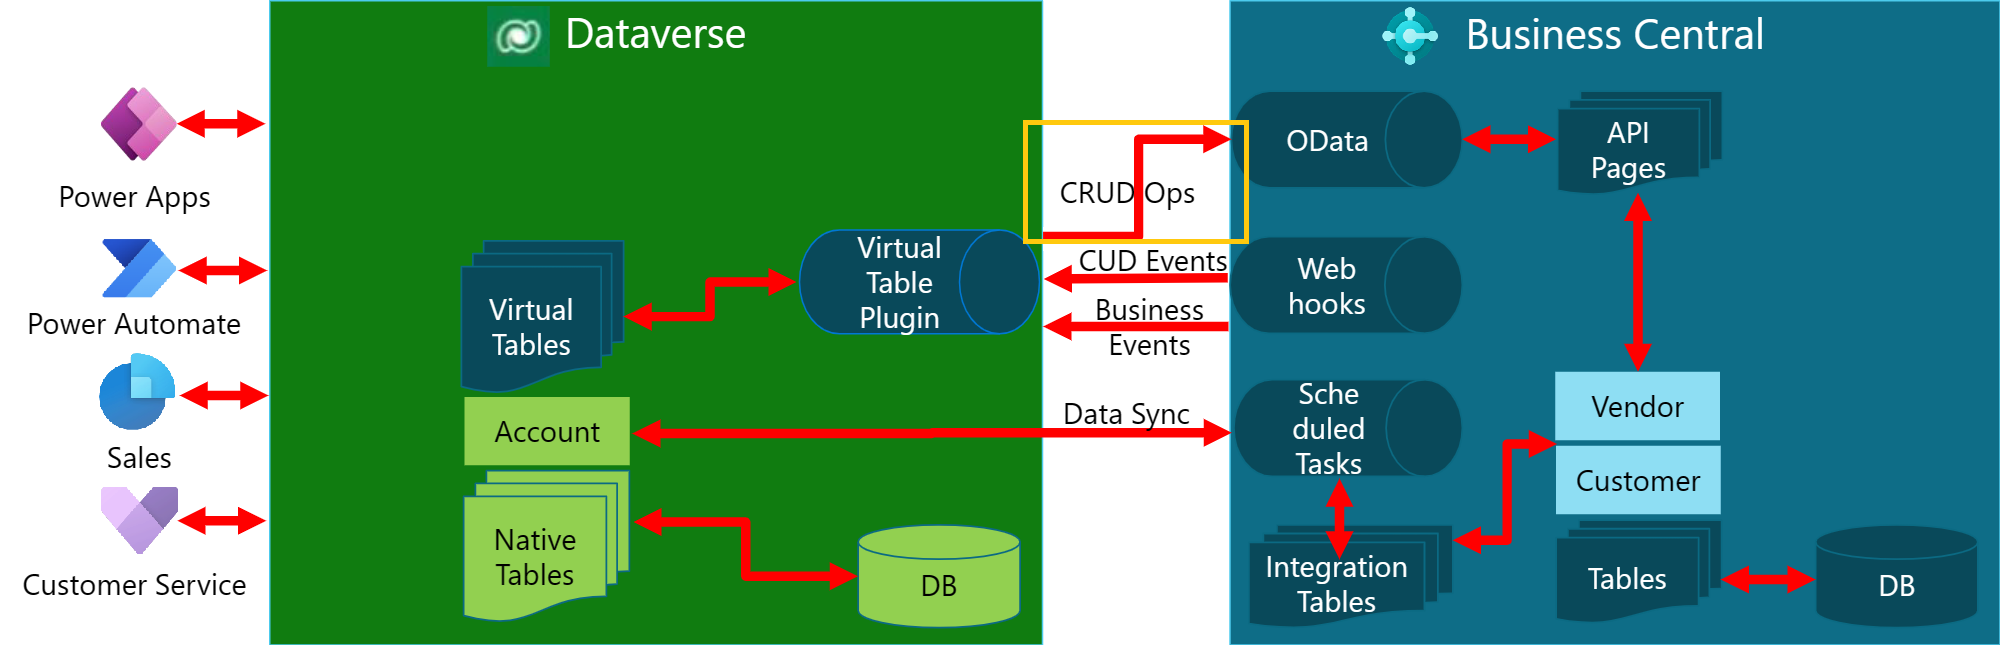 Dataverse
Business Central
Power Apps
Power Automate
Sales
Customer Service
Virtual
Tables
Virtual
Table
Plugin
Account
Native
Tables
DB
CRUD Ops
CUD Events
Business
Events
Data Sync
OData
API
Pages
Web
hooks
Sche
duled
Tasks
Vendor
Customer
Integration
Tables
Tables
DB